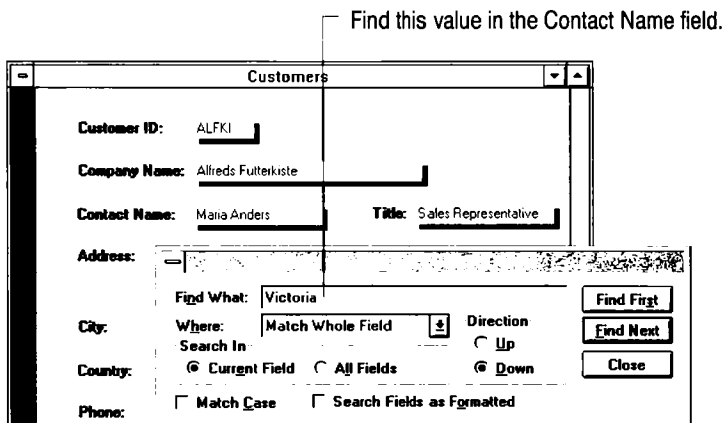 Find this value in the Contact Name field.
Customers
Customer ID: ALFKI
Company Name: Alfreds Futterkiste
Contact Name: Maria Anders Title: Sales Representative
Address:
Find What: Victoria Find First
City: Where: Match Whole Field Direction Find Next
Search In Up
Country: Current Field All Fields Down Close
Phone: Match Case Search Fields as Formatted